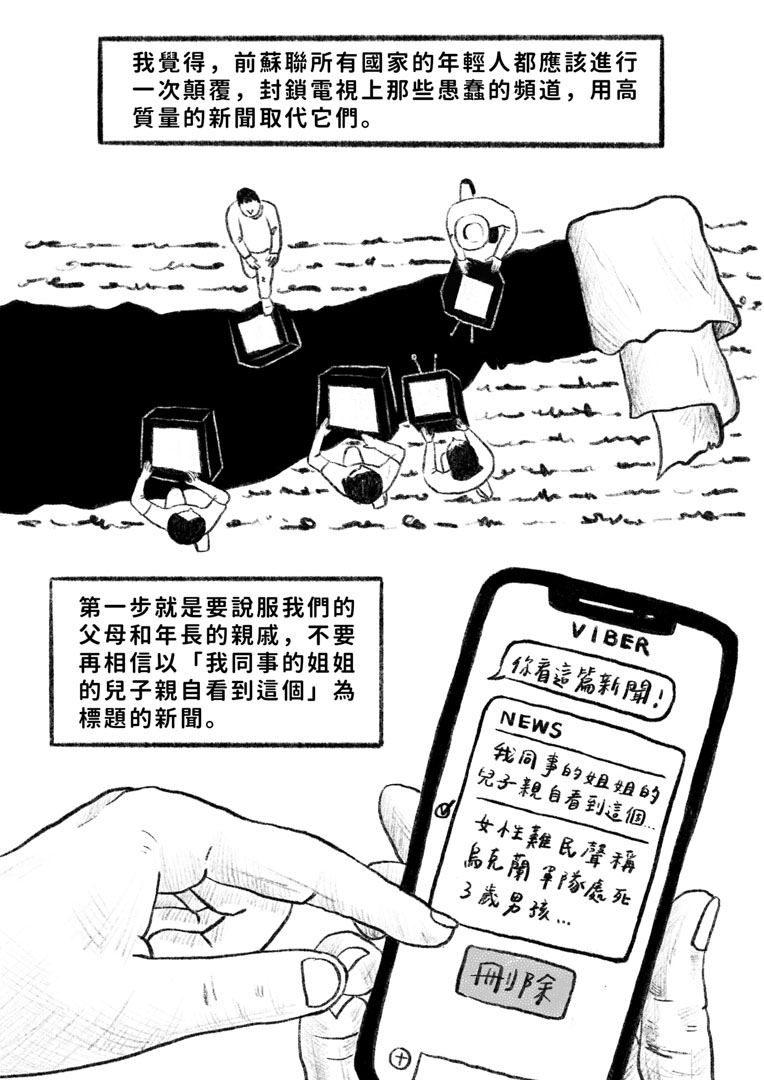 我覺得，前蘇聯所有國家的年輕人都應該進行
一次顛覆，封鎖電視上那些愚蠢的頻道，用高
質量的新聞取代它們。
第一步就是要說服我們的
父母和年長的親戚，不要
再相信以「我同事的姐姐
的兒子親自看到這個」為
標題的新聞。
VIBER
你看這篇新聞！
NEWS
我同事的姐姐的
兒子親自看到這個…
女性難民聲稱
烏克蘭軍隊處死
3歲男孩…
刪除